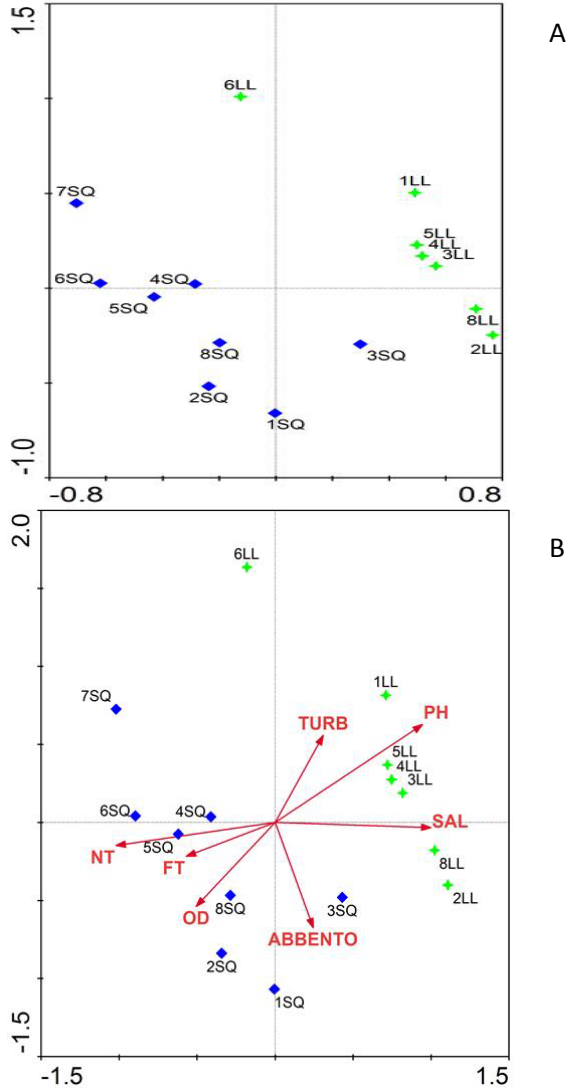 1.5
A
6LL
1LL
7SQ
5LL
4LL
3LL
6SQ
4SQ
5SQ
8LL
8SQ
3SQ
2LL
2SQ
1SQ
-1.0
-0.8
0.8
2.0
B
6LL
1LL
7SQ
PH
TURB
5LL
4LL
3LL
6SQ
4SQ
SAL
5SQ
NT
FT
8LL
2LL
8SQ
3SQ
OD
ABBENTO
2SQ
1SQ
-1.5
-1.5
1.5